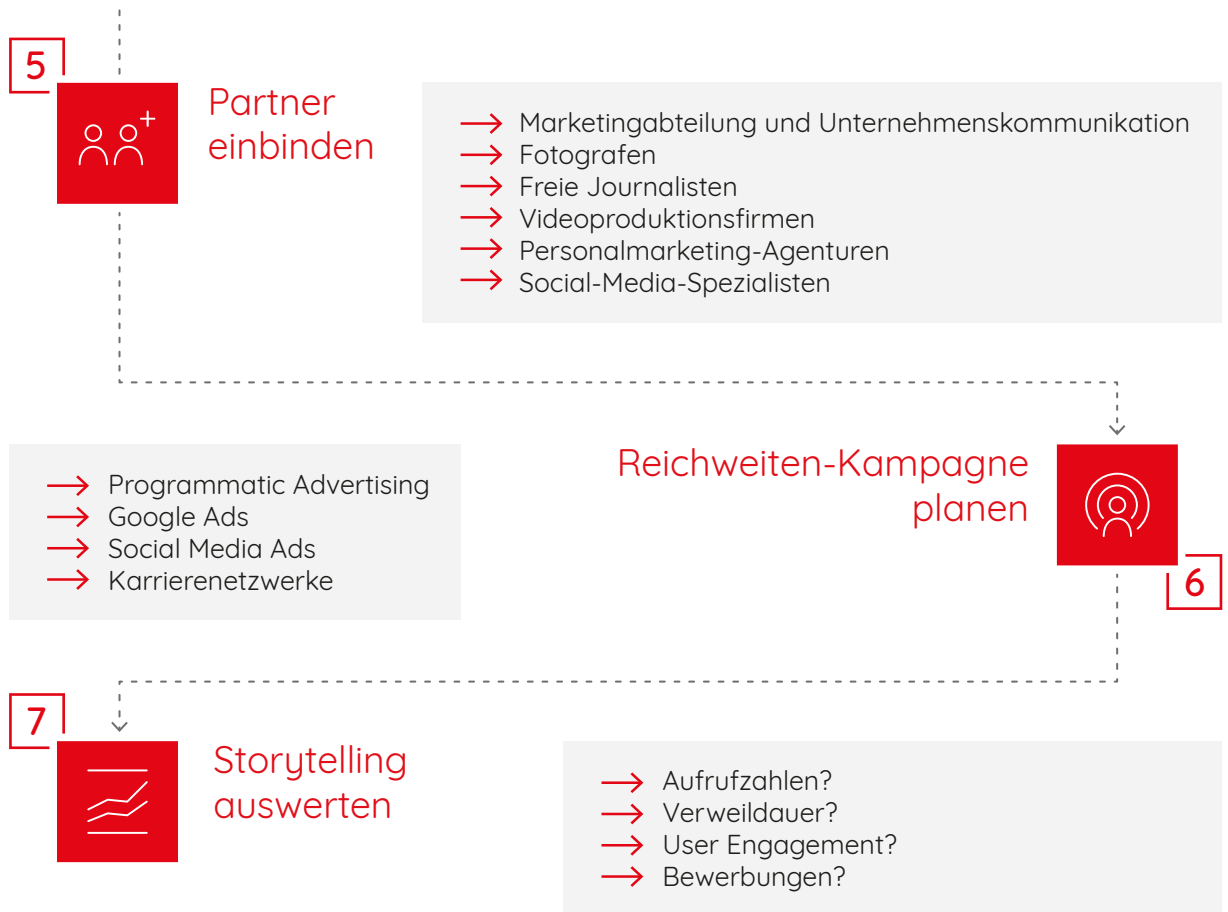 5
Partner
einbinden
→ Marketingabteilung und Unternehmenskommunikation
→ Fotografen
→ Freie Journalisten
→ Videoproduktionsfirmen
→ Personalmarketing-Agenturen
→ Social-Media-Spezialisten
Reichweiten-Kampagne
planen
6
→ Programmatic Advertising
→ Google Ads
→ Social Media Ads
→ Karrierenetzwerke
7
Storytelling
auswerten
→ Aufrufzahlen?
→ Verweildauer?
→ User Engagement?
→ Bewerbungen?